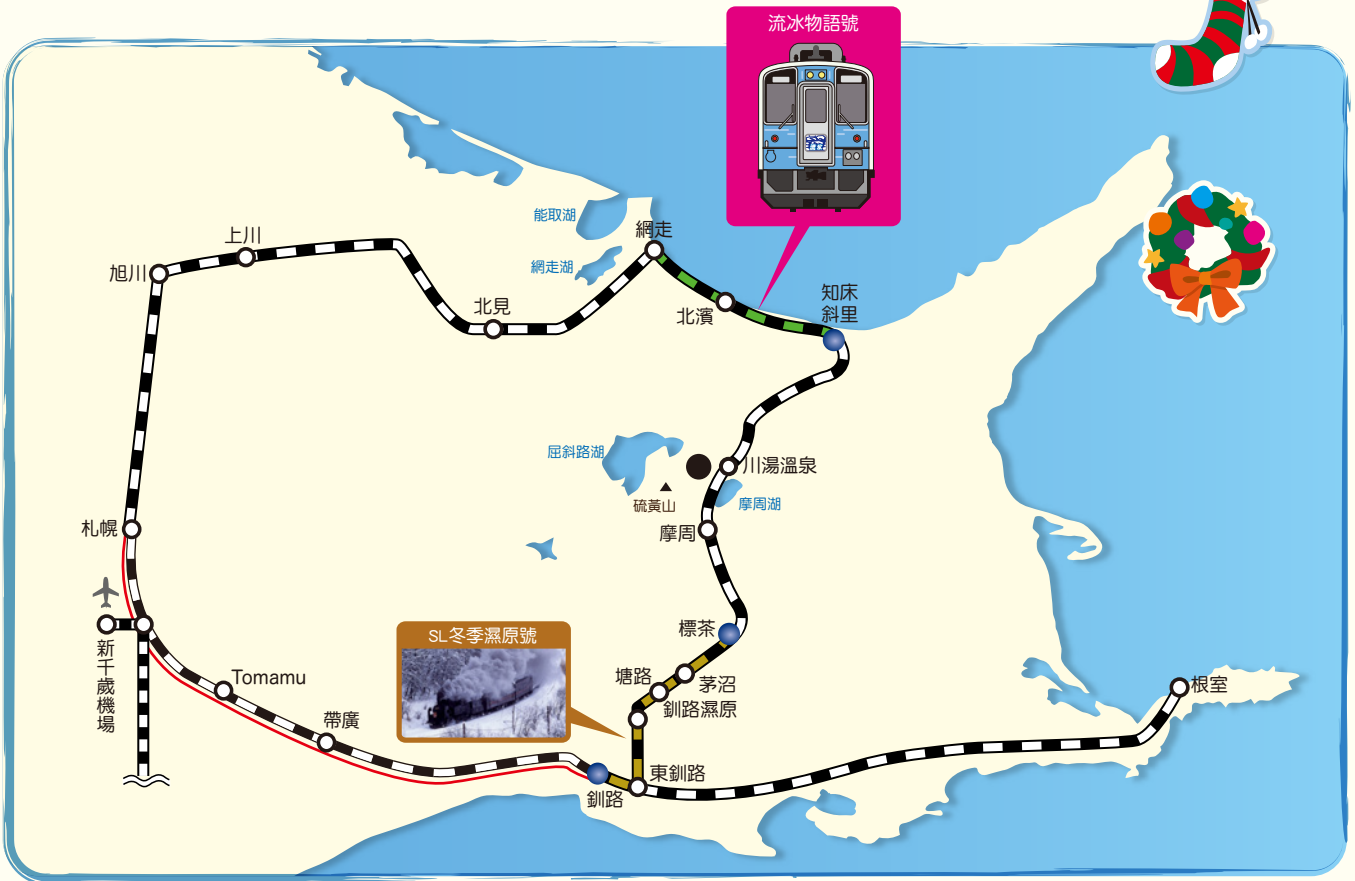 流冰物語號
能取湖
網走
上川
網走湖
旭川
知床
斜里
北見
北濱
屈斜路湖
川湯溫泉
硫黃山
摩周湖
札幌
摩周
SL冬季濕原號
標茶
新千歲機場
塘路
茅沼
Tomamu
釧路濕原
根室
帶廣
東釧路
釧路